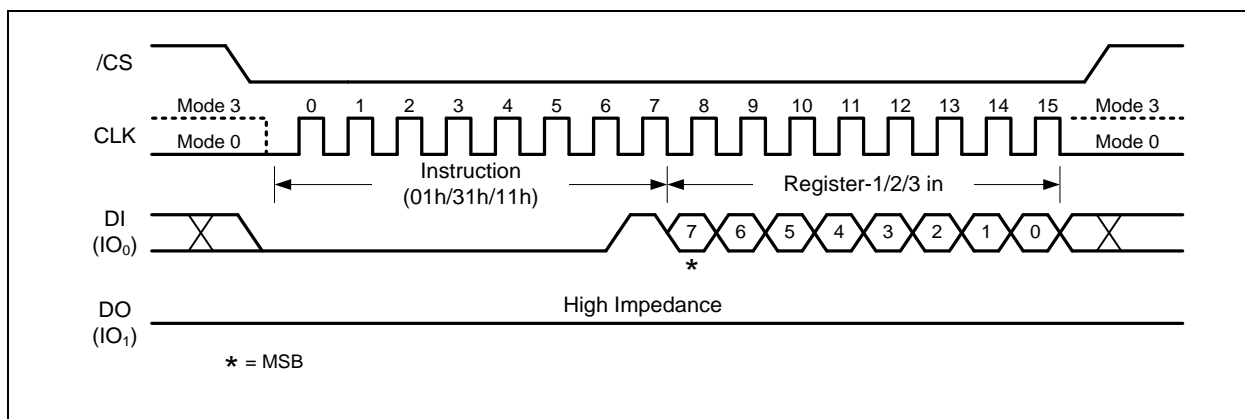 /CS
Mode 3 0 1 2 3 4 5 6 7 8 9 10 11 12 13 14 15 Mode 3
CLK Mode 0 Mode 0
Instruction
(01h/31h/11h)
Register-1/2/3 in
DI
(IO₀)
7 6 5 4 3 2 1 0
*
High Impedance
DO
(IO₁)
* = MSB